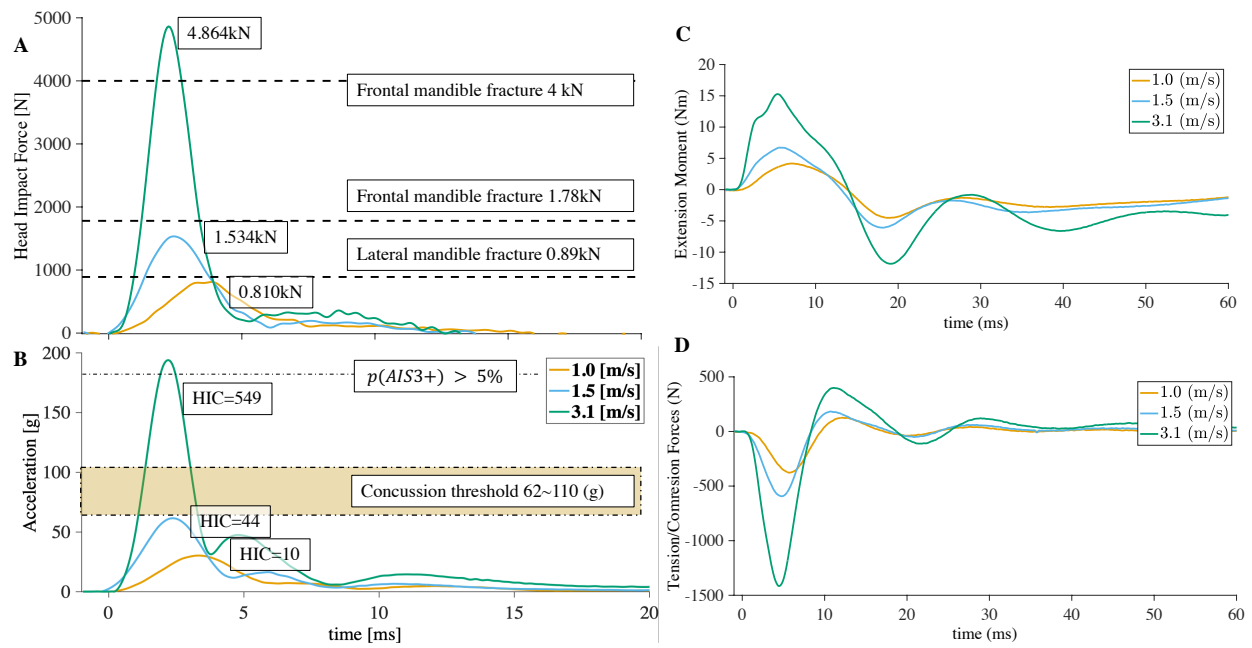 A
Head Impact Force [N]
5000
4000
3000
2000
1000
0
4.864kN
Frontal mandible fracture 4 kN
Frontal mandible fracture 1.78kN
1.534kN
Lateral mandible fracture 0.89kN
0.810kN
B
Acceleration [g]
200
150
100
50
0
p(AIS3+) > 5%
1.0 [m/s]
1.5 [m/s]
3.1 [m/s]
HIC=549
Concussion threshold 62~110 (g)
HIC=44
HIC=10
0 5 10 15 20
time [ms]
C
Extension Moment (Nm)
20
15
10
5
0
-5
-10
-15
1.0 (m/s)
1.5 (m/s)
3.1 (m/s)
0 10 20 30 40 50 60
time (ms)
D
Tension/Comresion Forces (N)
500
0
-500
-1000
-1500
1.0 (m/s)
1.5 (m/s)
3.1 (m/s)
0 10 20 30 40 50 60
time (ms)